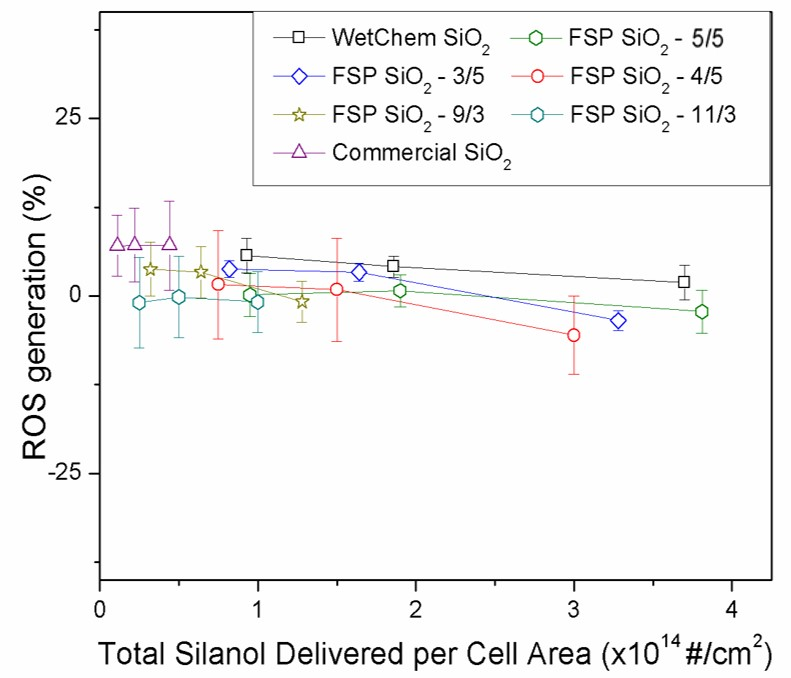 WetChem SiO2 FSP SiO2 - 5/5
FSP SiO2 - 3/5 FSP SiO2 - 4/5
FSP SiO2 - 9/3 FSP SiO2 - 11/3
Commercial SiO2
ROS generation (%)
25
0
-25
0 1 2 3 4
Total Silanol Delivered per Cell Area (x10^14 #/cm^2)